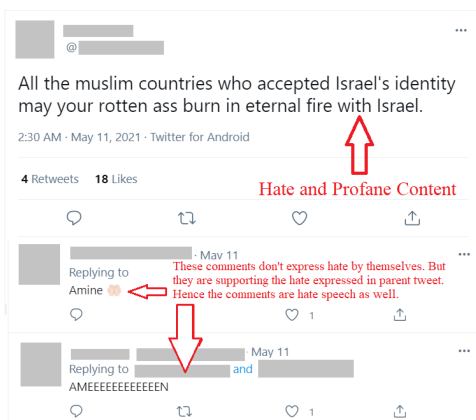 @
All the muslim countries who accepted Israel's identity
may your rotten ass burn in eternal fire with Israel.
2:30 AM · May 11, 2021 · Twitter for Android
4 Retweets 18 Likes
Hate and Profane Content
· May 11
Replying to
These comments don't express hate by themselves. But
they are supporting the hate expressed in parent tweet.
Hence the comments are hate speech as well.
Amine 🤲🏻
1
· May 11
Replying to and
AMEEEEEEEEEEEN
1